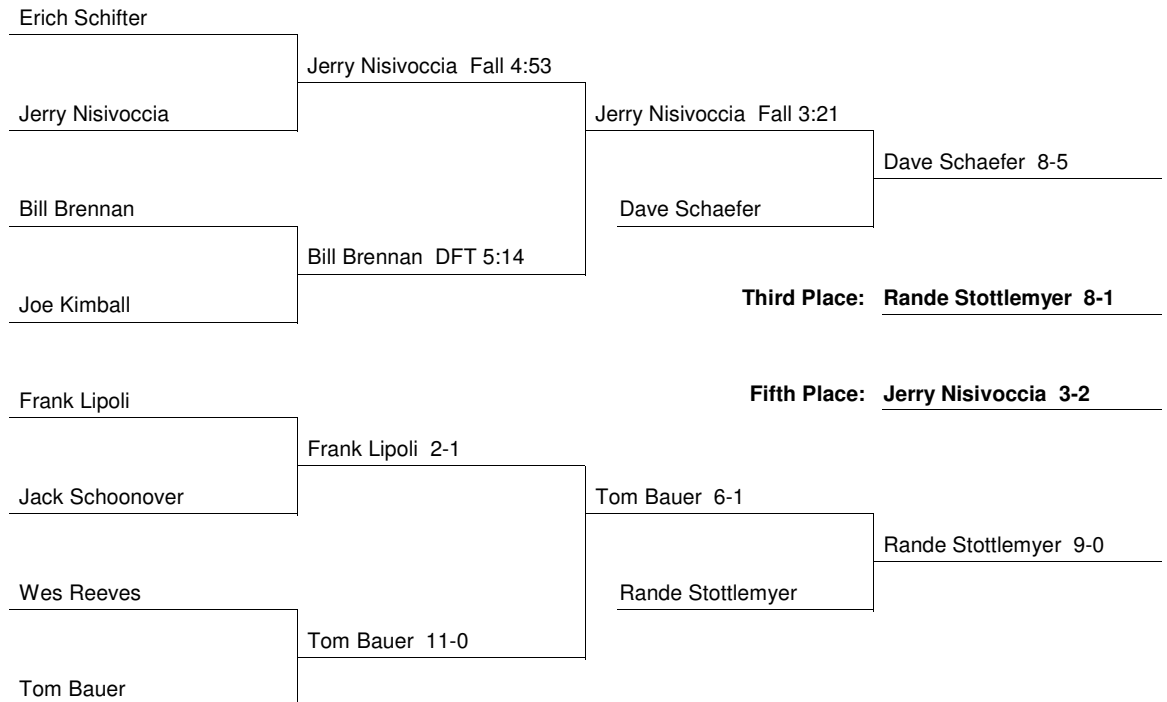 Erich Schifter
Jerry Nisivoccia Fall 4:53
Jerry Nisivoccia
Jerry Nisivoccia Fall 3:21
Dave Schaefer 8-5
Bill Brennan
Dave Schaefer
Bill Brennan DFT 5:14
Joe Kimball
Third Place: Rande Stottlemyer 8-1
Frank Lipoli
Fifth Place: Jerry Nisivoccia 3-2
Frank Lipoli 2-1
Jack Schoonover
Tom Bauer 6-1
Rande Stottlemyer 9-0
Wes Reeves
Rande Stottlemyer
Tom Bauer 11-0
Tom Bauer